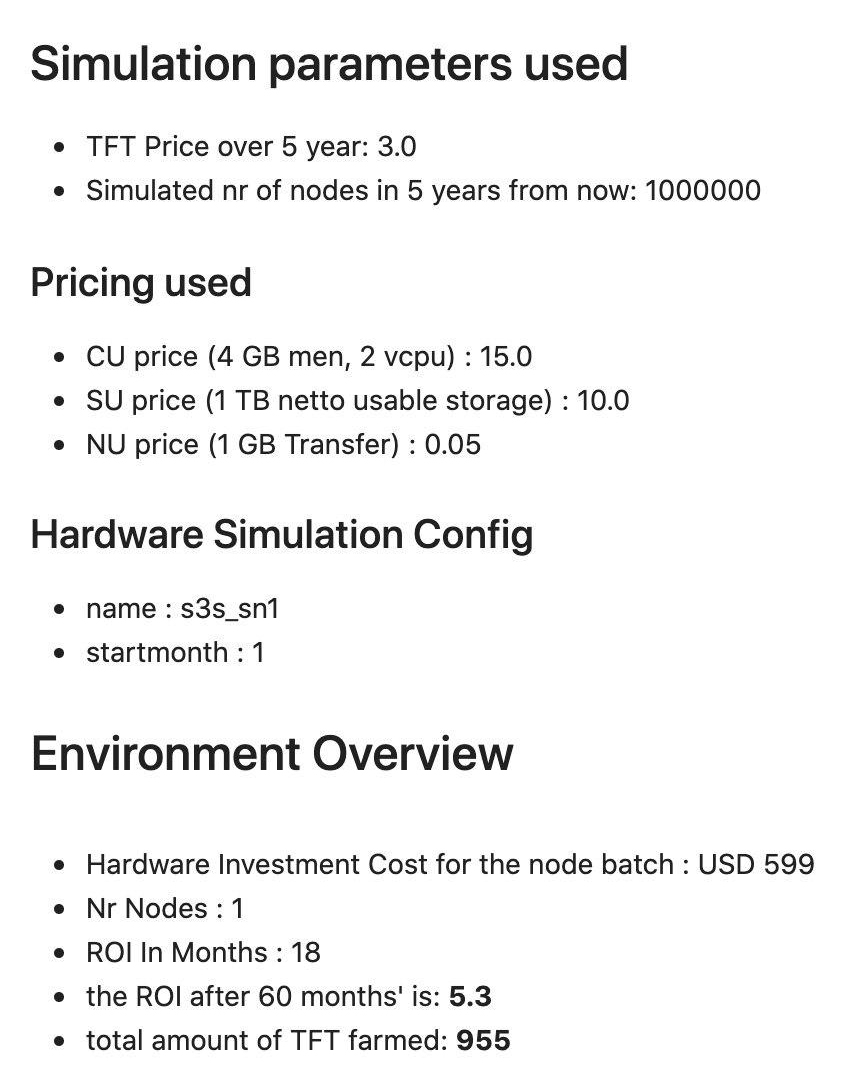 Simulation parameters used
• TFT Price over 5 year: 3.0
• Simulated nr of nodes in 5 years from now: 1000000
Pricing used
• CU price (4 GB men, 2 vcpu) : 15.0
• SU price (1 TB netto usable storage) : 10.0
• NU price (1 GB Transfer) : 0.05
Hardware Simulation Config
• name : s3s_sn1
• startmonth : 1
Environment Overview
• Hardware Investment Cost for the node batch : USD 599
• Nr Nodes : 1
• ROI In Months : 18
• the ROI after 60 months' is: 5.3
• total amount of TFT farmed: 955